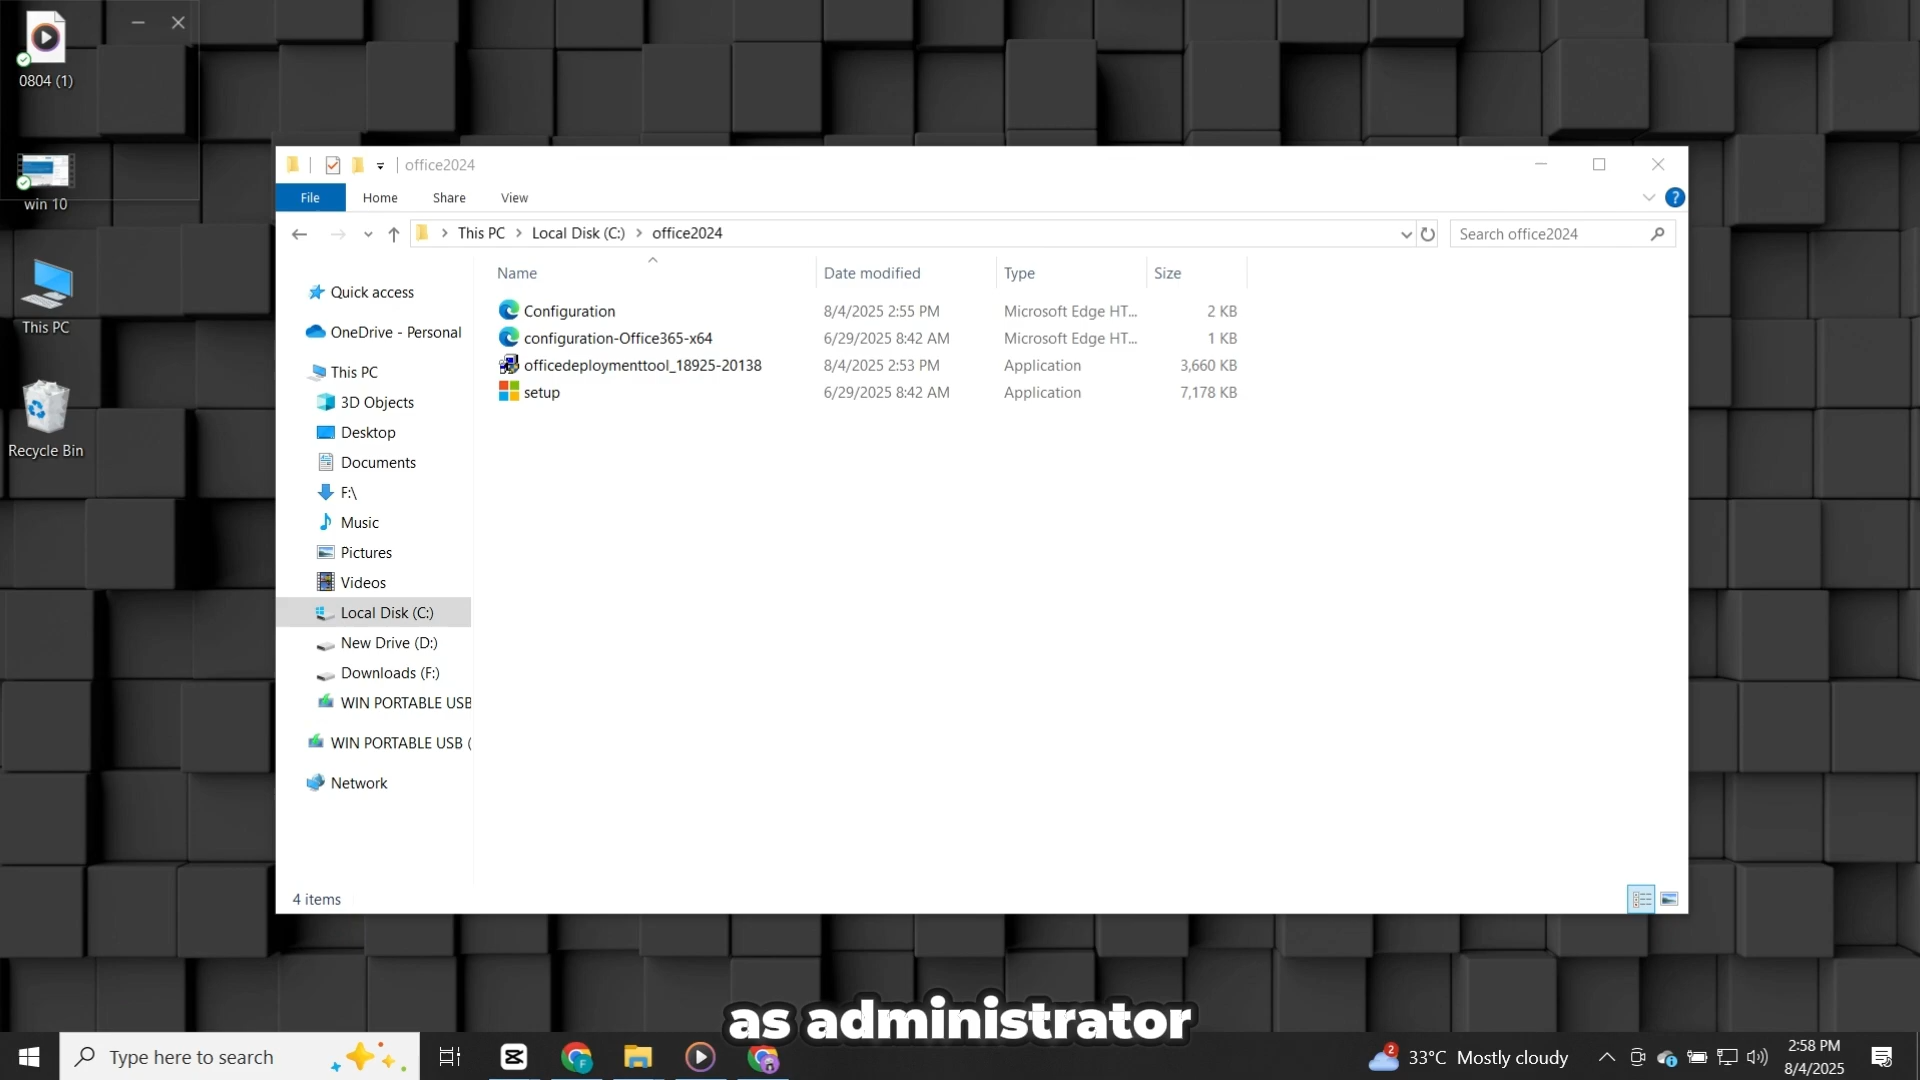 0804 (1)
win 10
This PC
Recycle Bin
office2024
File Home Share View
This PC Local Disk (C:) office2024
Search office2024
Name Date modified Type Size
Quick access
OneDrive - Personal
This PC
3D Objects
Desktop
Documents
F:\
Music
Pictures
Videos
Local Disk (C:)
New Drive (D:)
Downloads (F:)
WIN PORTABLE USB
WIN PORTABLE USB (
Network
Configuration 8/4/2025 2:55 PM Microsoft Edge HT... 2 KB
configuration-Office365-x64 6/29/2025 8:42 AM Microsoft Edge HT... 1 KB
officedeploymenttool_18925-20138 8/4/2025 2:53 PM Application 3,660 KB
setup 6/29/2025 8:42 AM Application 7,178 KB
4 items
as administrator
Type here to search
2
33°C Mostly cloudy
2:58 PM
8/4/2025